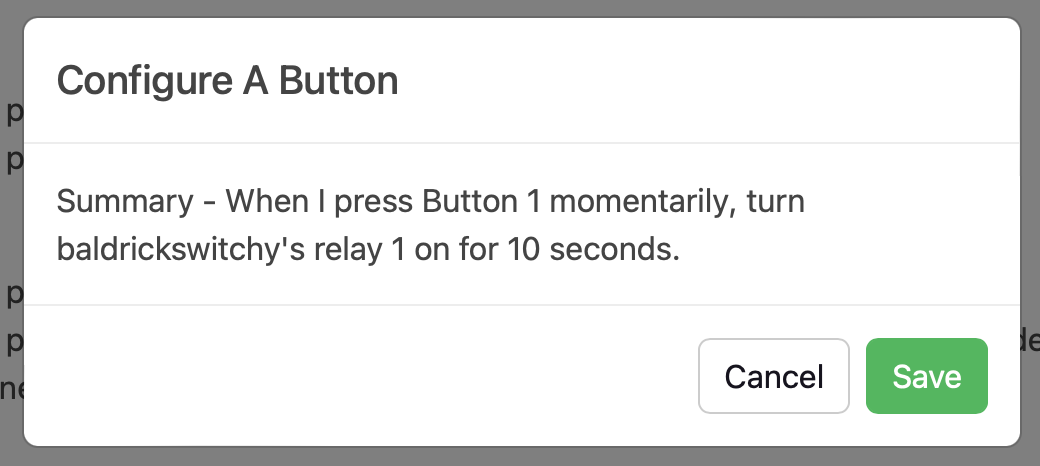 Configure A Button
Summary - When I press Button 1 momentarily, turn
baldrickswitchy's relay 1 on for 10 seconds.
Cancel
Save